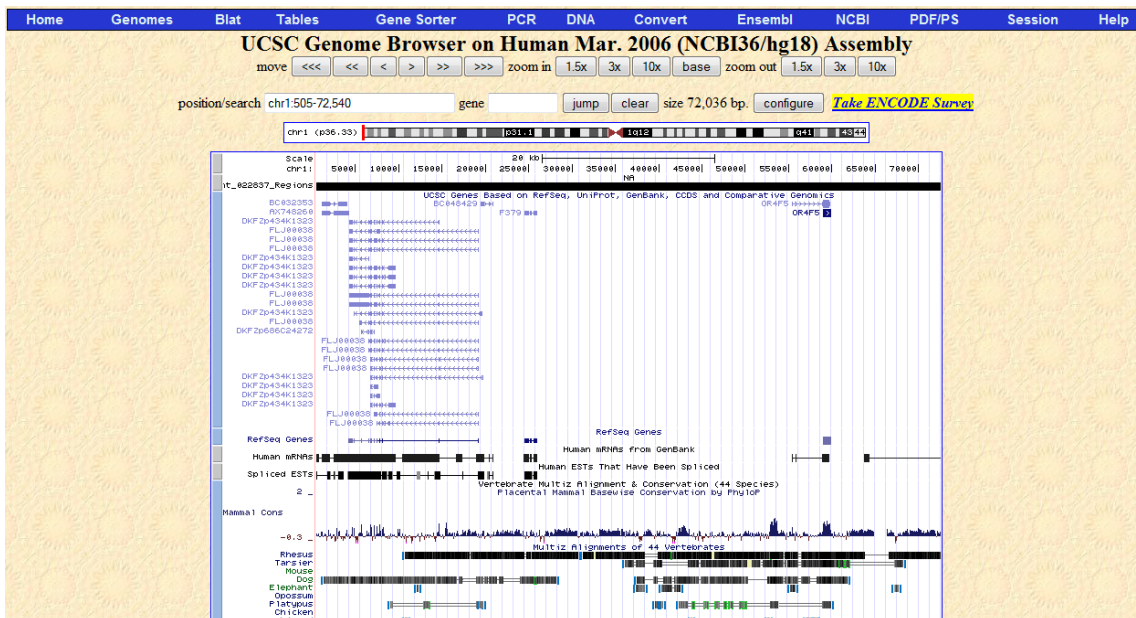 Home Genomes Blat Tables Gene Sorter PCR DNA Convert Ensembl NCBI PDF/PS Session Help
UCSC Genome Browser on Human Mar. 2006 (NCBI36/hg18) Assembly
move <<< << < > >> >>> zoom in 1.5x 3x 10x base zoom out 1.5x 3x 10x
position/search chr1:505-72,540 gene jump clear size 72,036 bp. configure Take ENCODE Survey
chr1 (p36.33) p31.1 1q12 q41 43 44
Scale 20 kb
chr1: 5000 10000 15000 20000 25000 30000 35000 40000 45000 50000 55000 60000 65000 70000
NA
nt_022837_Regions
UCSC Genes Based on RefSeq, UniProt, GenBank, CCDS and Comparative Genomics
BC032353 BC048429 OR4F5
AX748260 F379 OR4F5
DKFZp434K1323
FLJ00038
FLJ00038
FLJ00038
DKFZp434K1323
DKFZp434K1323
DKFZp434K1323
DKFZp434K1323
FLJ00038
FLJ00038
DKFZp434K1323
FLJ00038
DKFZp686C24272
FLJ00038
FLJ00038
FLJ00038
FLJ00038
DKFZp434K1323
DKFZp434K1323
DKFZp434K1323
DKFZp434K1323
FLJ00038
FLJ00038
RefSeq Genes
RefSeq Genes
Human mRNAs from GenBank
Human mRNAs
Human ESTs That Have Been Spliced
Spliced ESTs
Vertebrate Multiz Alignment & Conservation (44 Species)
Placental Mammal Basewise Conservation by PhyloP
2 _
Mammal Cons
-0.3 _
Multiz Alignments of 44 Vertebrates
Rhesus
Tarsier
Mouse
Dog
Elephant
Opossum
Platypus
Chicken